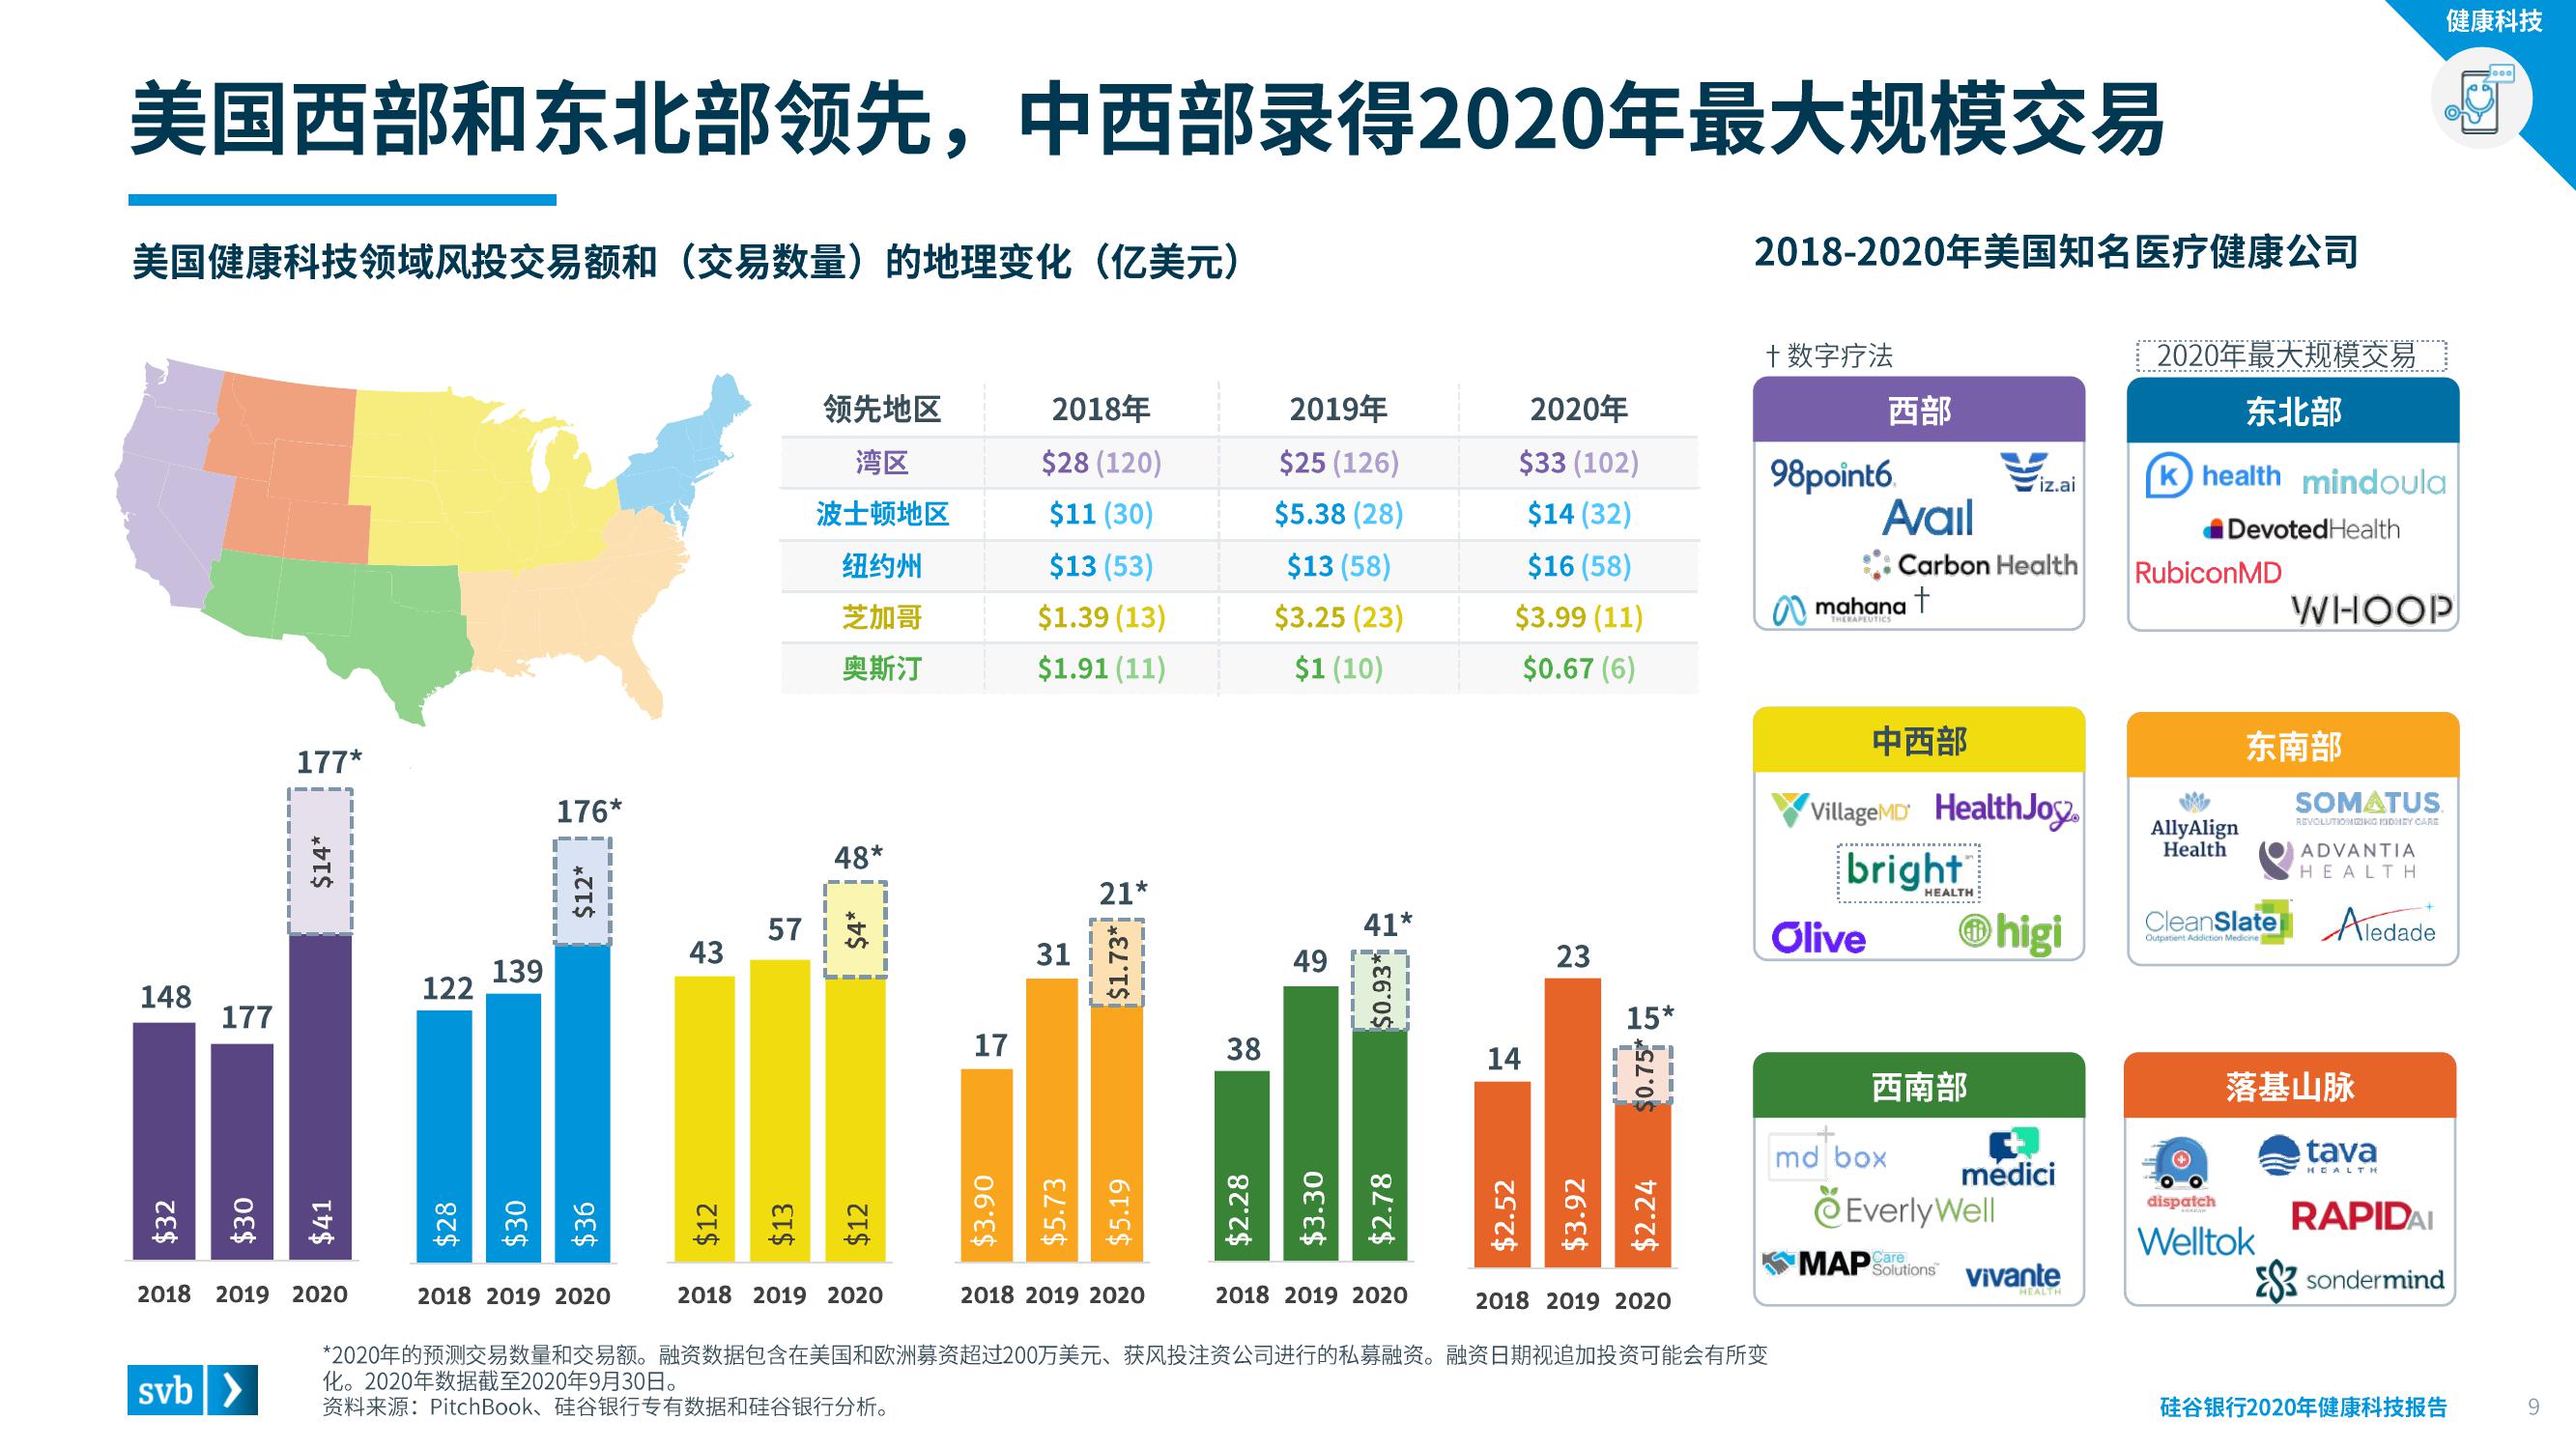 健康科技
美国西部和东北部领先，中西部录得2020年最大规模交易
美国健康科技领域风投交易额和（交易数量）的地理变化（亿美元）
领先地区 2018年 2019年 2020年
湾区 $28 (120) $25 (126) $33 (102)
波士顿地区 $11 (30) $5.38 (28) $14 (32)
纽约州 $13 (53) $13 (58) $16 (58)
芝加哥 $1.39 (13) $3.25 (23) $3.99 (11)
奥斯汀 $1.91 (11) $1 (10) $0.67 (6)
148 177 177*
$32 $30 $41 $14*
2018 2019 2020
122 139 176*
$28 $30 $36 $12*
2018 2019 2020
43 57 48*
$12 $13 $12 $4*
2018 2019 2020
17 31 21*
$3.90 $5.73 $5.19 $1.73*
2018 2019 2020
38 49 41*
$2.28 $3.30 $2.78 $0.93*
2018 2019 2020
14 23 15*
$2.52 $3.92 $2.24 $0.75*
2018 2019 2020
2018-2020年美国知名医疗健康公司
† 数字疗法
2020年最大规模交易
西部
98point6
Viz.ai
Avail
Carbon Health
mahana †
THERAPEUTICS
东北部
K health
mindoula
DevotedHealth
RubiconMD
WHOOP
中西部
VillageMD
HealthJoy
bright
HEALTH
Olive
higi
东南部
AllyAlign
Health
SOMATUS
REVOLUTIONIZING KIDNEY CARE
ADVANTIA
HEALTH
CleanSlate
Outpatient Addiction Medicine
Aledade
西南部
md box
medici
EverlyWell
MAP Care
Solutions
vivante
HEALTH
落基山脉
dispatch
tava
HEALTH
RAPIDAI
Welltok
sondermind
*2020年的预测交易数量和交易额。融资数据包含在美国和欧洲募资超过200万美元、获风投注资公司进行的私募融资。融资日期视追加投资可能会有所变
化。2020年数据截至2020年9月30日。
资料来源：PitchBook、硅谷银行专有数据和硅谷银行分析。
svb
硅谷银行2020年健康科技报告 9